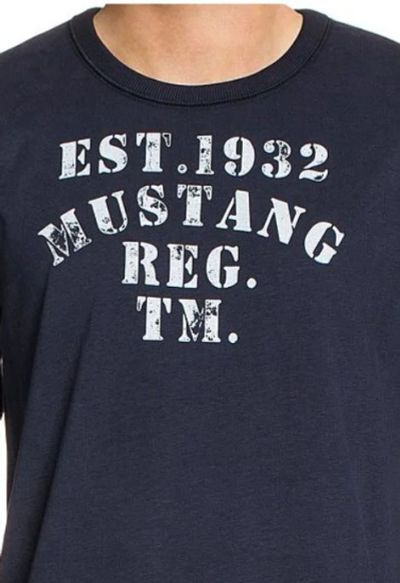 EST.1932
MUSTANG
REG.
TM.